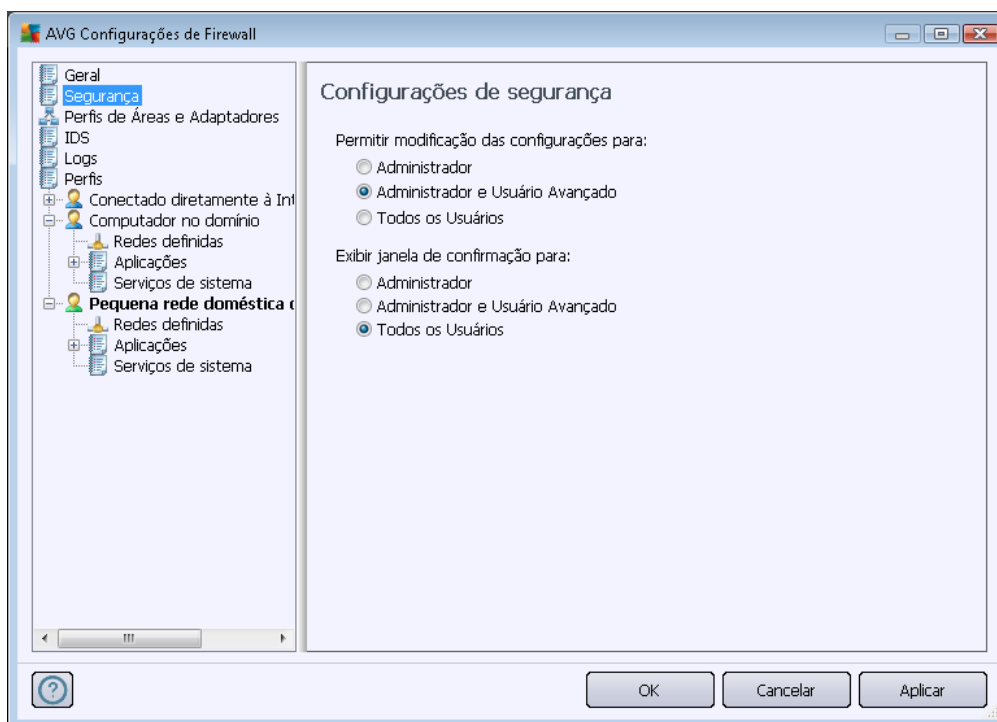 AVG Configurações de Firewall
Geral
Segurança
Perfis de Áreas e Adaptadores
IDS
Logs
Perfis
Conectado diretamente à
Computador no domínio
Redes definidas
Aplicações
Serviços de sistema
Pequena rede doméstica
Redes definidas
Aplicações
Serviços de sistema
Configurações de segurança
Permitir modificação das configurações para:
Administrador
Administrador e Usuário Avançado
Todos os Usuários
Exibir janela de confirmação para:
Administrador
Administrador e Usuário Avançado
Todos os Usuários
OK
Cancelar
Aplicar